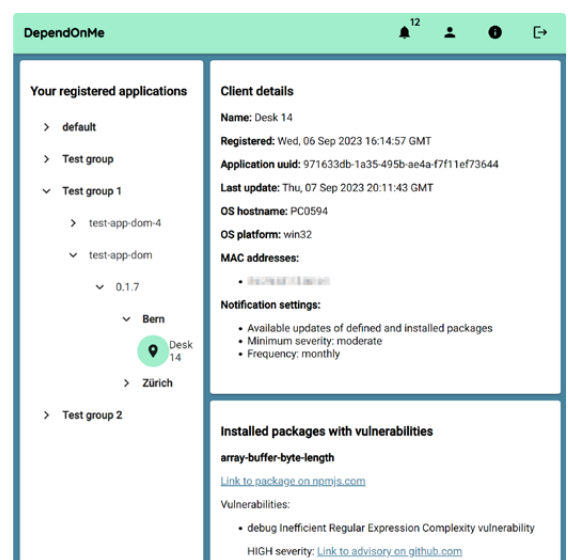 DependOnMe
12
Your registered applications
default
Test group
Test group 1
test-app-dom-4
test-app-dom
0.1.7
Bern
Desk
14
Zürich
Test group 2
Client details
Name: Desk 14
Registered: Wed, 06 Sep 2023 16:14:57 GMT
Application uuid: 971633db-1a35-495b-ae4a-f7f11ef73644
Last update: Thu, 07 Sep 2023 20:11:43 GMT
OS hostname: PC0594
OS platform: win32
MAC addresses:
Notification settings:
• Available updates of defined and installed packages
• Minimum severity: moderate
• Frequency: monthly
Installed packages with vulnerabilities
array-buffer-byte-length
Link to package on npmjs.com
Vulnerabilities:
• debug Inefficient Regular Expression Complexity vulnerability
HIGH severity: Link to advisory on github.com